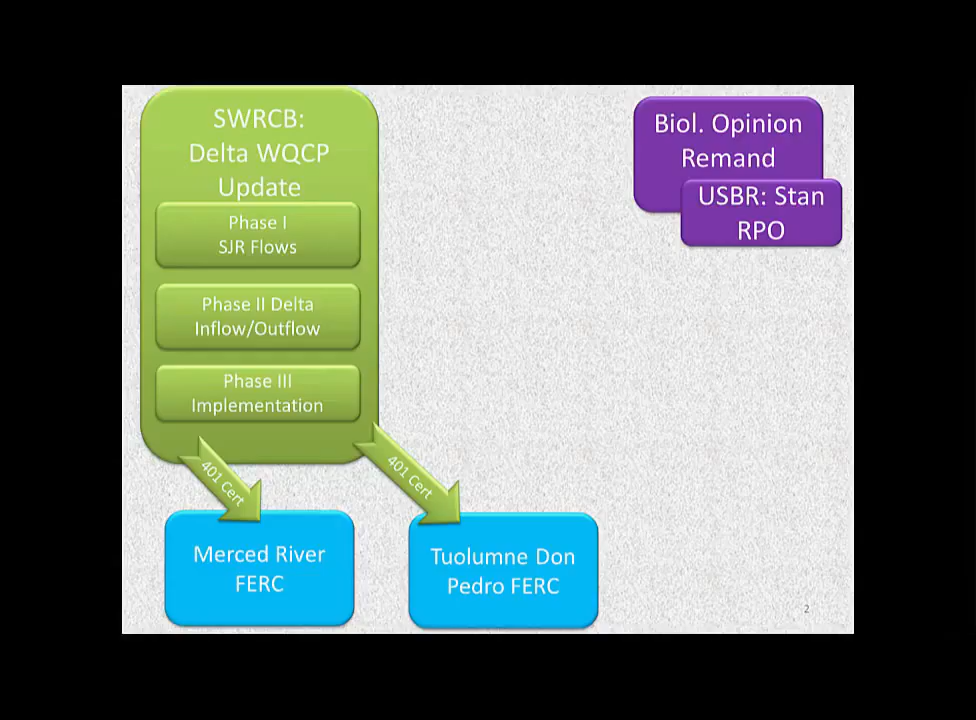 SWRCB:
Delta WQCP
Update
Phase I
SJR Flows
Phase II Delta
Inflow/Outflow
Phase III
Implementation
Biol. Opinion
Remand
USBR: Stan
RPO
401 Cert
401 Cert
Merced River
FERC
Tuolumne Don
Pedro FERC
2